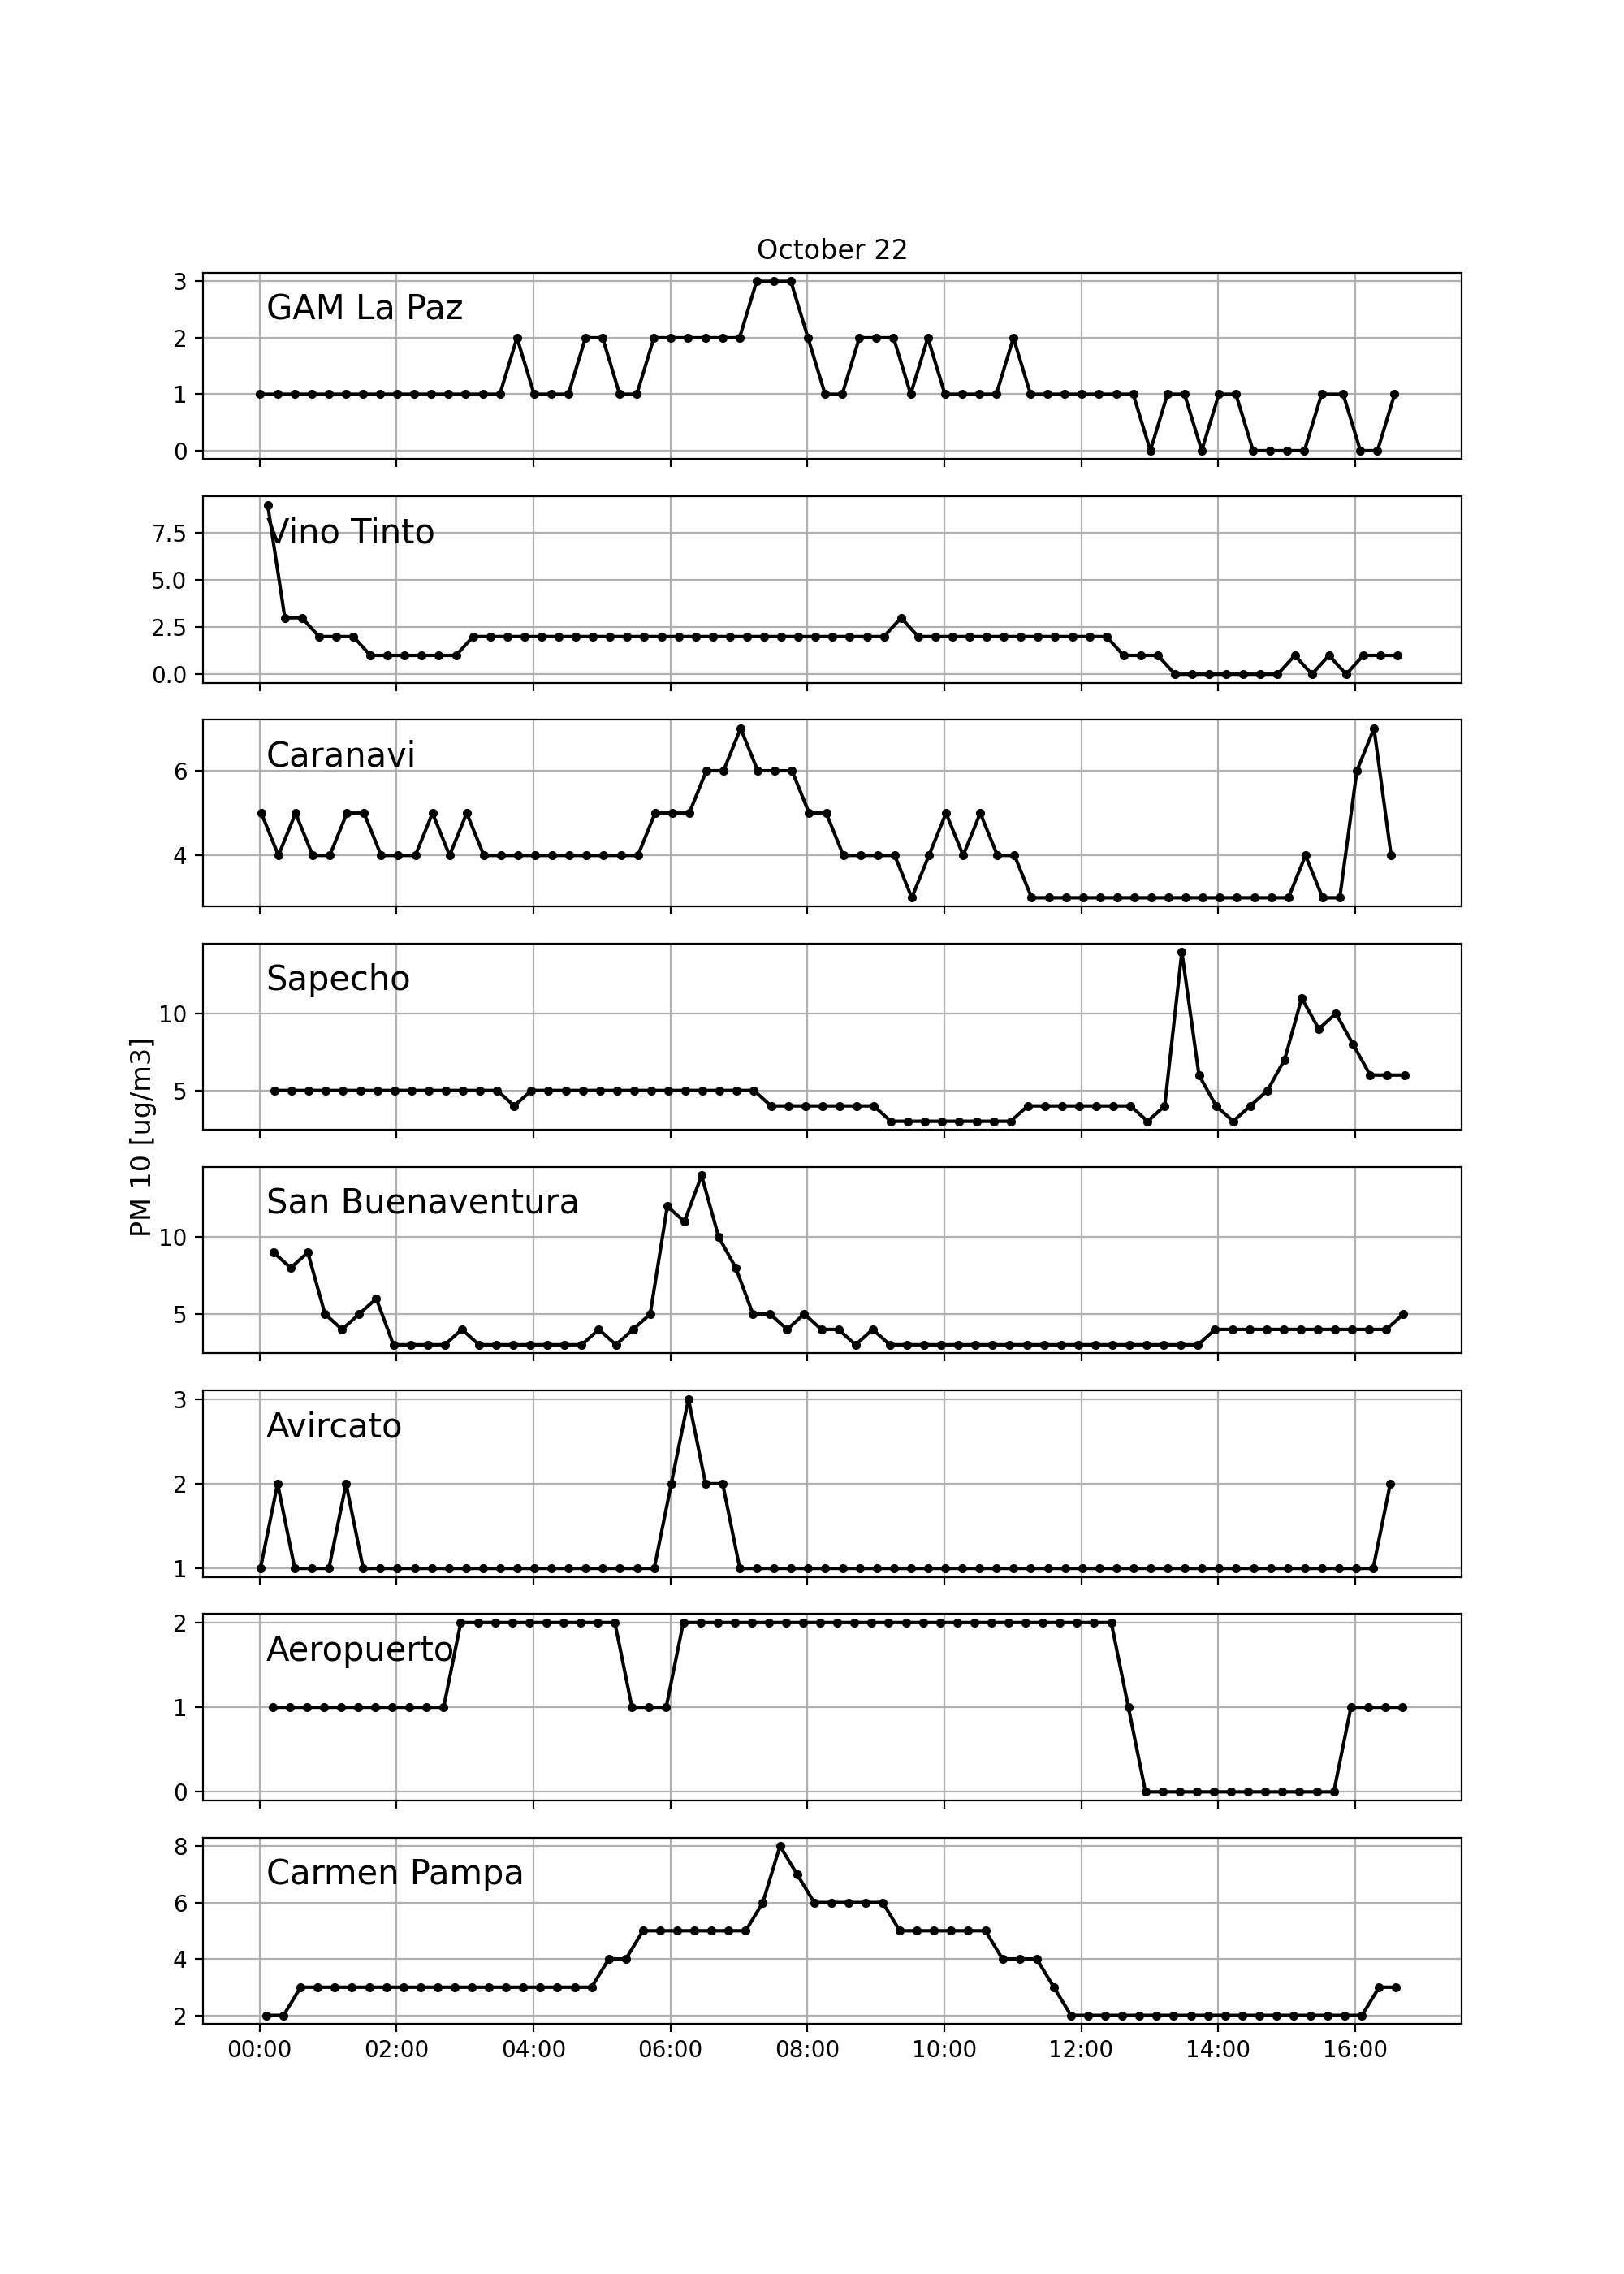 October 22
3
GAM La Paz
2
1
0
Vino Tinto
7.5
5.0
2.5
0.0
Caranavi
6
4
Sapecho
10
5
PM 10 [ug/m3]
San Buenaventura
10
5
3
Avircato
2
1
2
Aeropuerto
1
0
8
Carmen Pampa
6
4
2
00:00 02:00 04:00 06:00 08:00 10:00 12:00 14:00 16:00